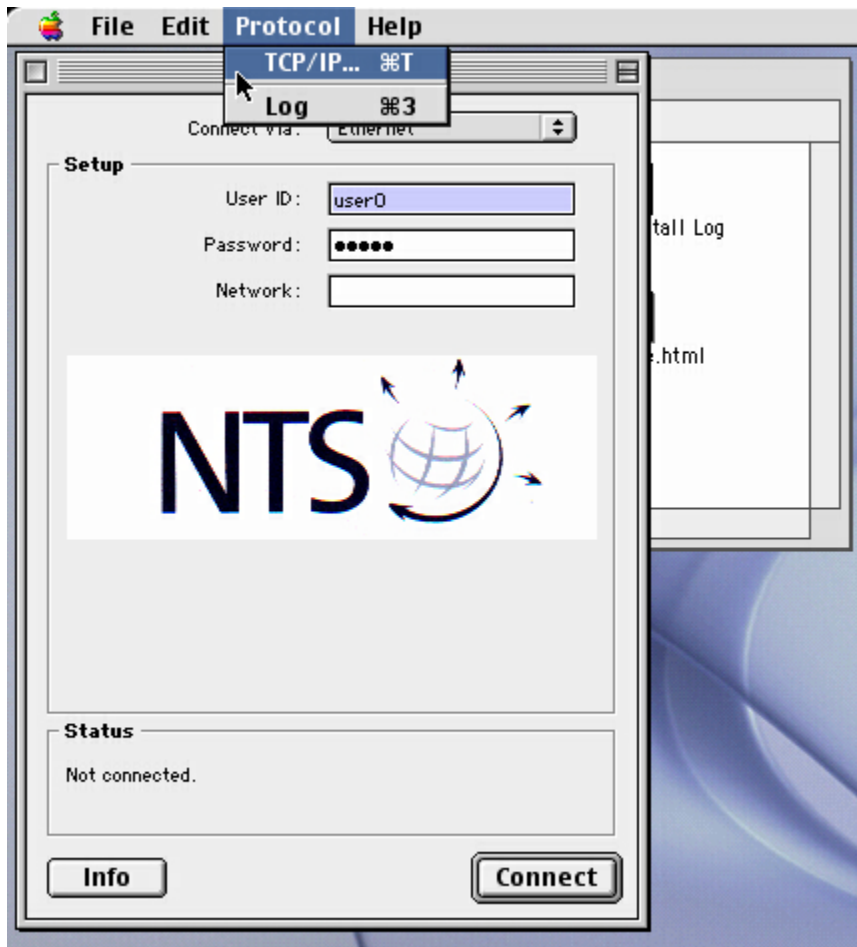 File Edit Protocol Help
TCP/IP... ⌘T
Log ⌘3
Connect Via: Ethernet
Setup
User ID: user0
Password: ●●●●●
Network:
tall Log
.html
NTS
Status
Not connected.
Info Connect